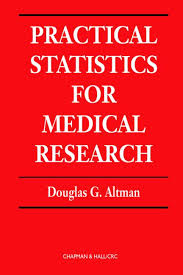 PRACTICAL
STATISTICS
FOR
MEDICAL
RESEARCH
Douglas G. Altman
CHAPMAN & HALL/CRC